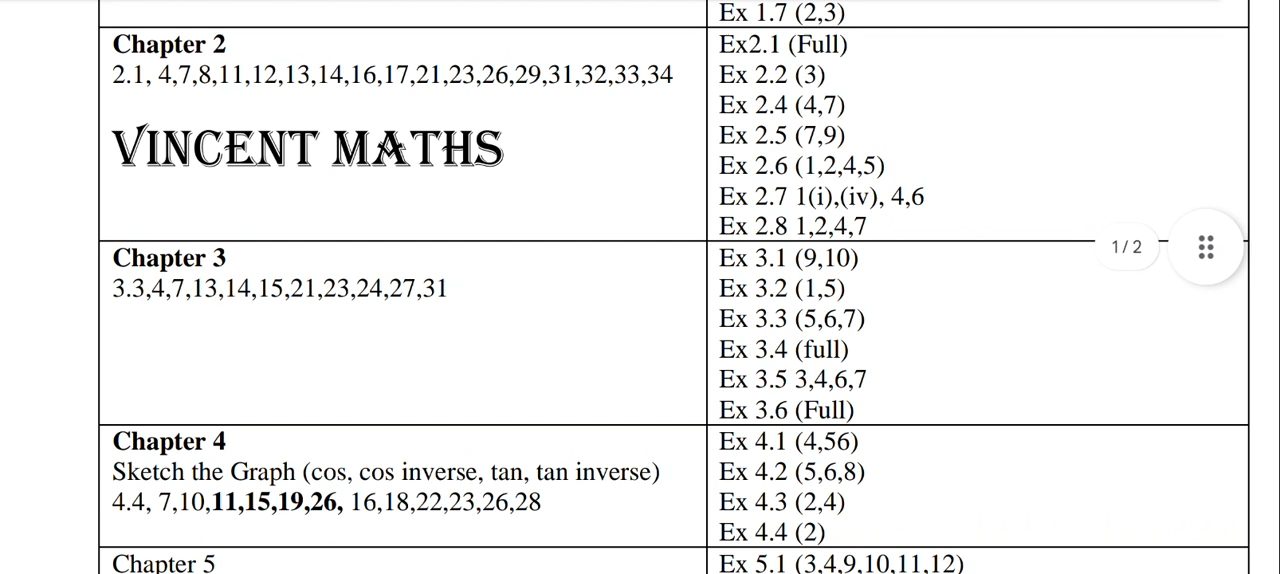 Ex 1.7 (2,3)
Chapter 2
2.1, 4,7,8,11,12,13,14,16,17,21,23,26,29,31,32,33,34
VINCENT MATHS
Ex2.1 (Full)
Ex 2.2 (3)
Ex 2.4 (4,7)
Ex 2.5 (7,9)
Ex 2.6 (1,2,4,5)
Ex 2.7 1(i),(iv), 4,6
Ex 2.8 1,2,4,7
1 / 2
Chapter 3
3.3,4,7,13,14,15,21,23,24,27,31
Ex 3.1 (9,10)
Ex 3.2 (1,5)
Ex 3.3 (5,6,7)
Ex 3.4 (full)
Ex 3.5 3,4,6,7
Ex 3.6 (Full)
Chapter 4
Sketch the Graph (cos, cos inverse, tan, tan inverse)
4.4, 7,10,11,15,19,26, 16,18,22,23,26,28
Ex 4.1 (4,56)
Ex 4.2 (5,6,8)
Ex 4.3 (2,4)
Ex 4.4 (2)
Chapter 5
Ex 5.1 (3,4,9,10,11,12)